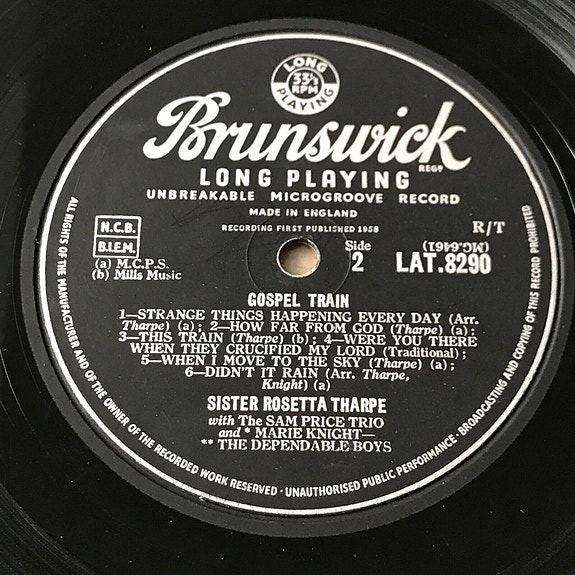 LONG
33⅓
RPM
PLAYING
Brunswick
REGD
LONG PLAYING
UNBREAKABLE MICROGROOVE RECORD
MADE IN ENGLAND
RECORDING FIRST PUBLISHED 1958
N.C.B.
B.I.E.M.
(a) M.C.P.S.
(b) Mills Music
Side
2
R/T
(MG.6461)
LAT.8290
GOSPEL TRAIN
1—STRANGE THINGS HAPPENING EVERY DAY (Arr.
Tharpe) (a); 2—HOW FAR FROM GOD (Tharpe) (a);
3—THIS TRAIN (Tharpe) (b); 4—WERE YOU THERE
WHEN THEY CRUCIFIED MY LORD (Traditional);
5—WHEN I MOVE TO THE SKY (Tharpe) (a);
6—DIDN'T IT RAIN (Arr. Tharpe,
Knight) (a)
SISTER ROSETTA THARPE
with The SAM PRICE TRIO
and * MARIE KNIGHT—
** THE DEPENDABLE BOYS
ALL RIGHTS OF THE MANUFACTURER AND OF THE OWNER OF THE RECORDED WORK RESERVED · UNAUTHORISED PUBLIC PERFORMANCE · BROADCASTING AND COPYING OF THIS RECORD PROHIBITED